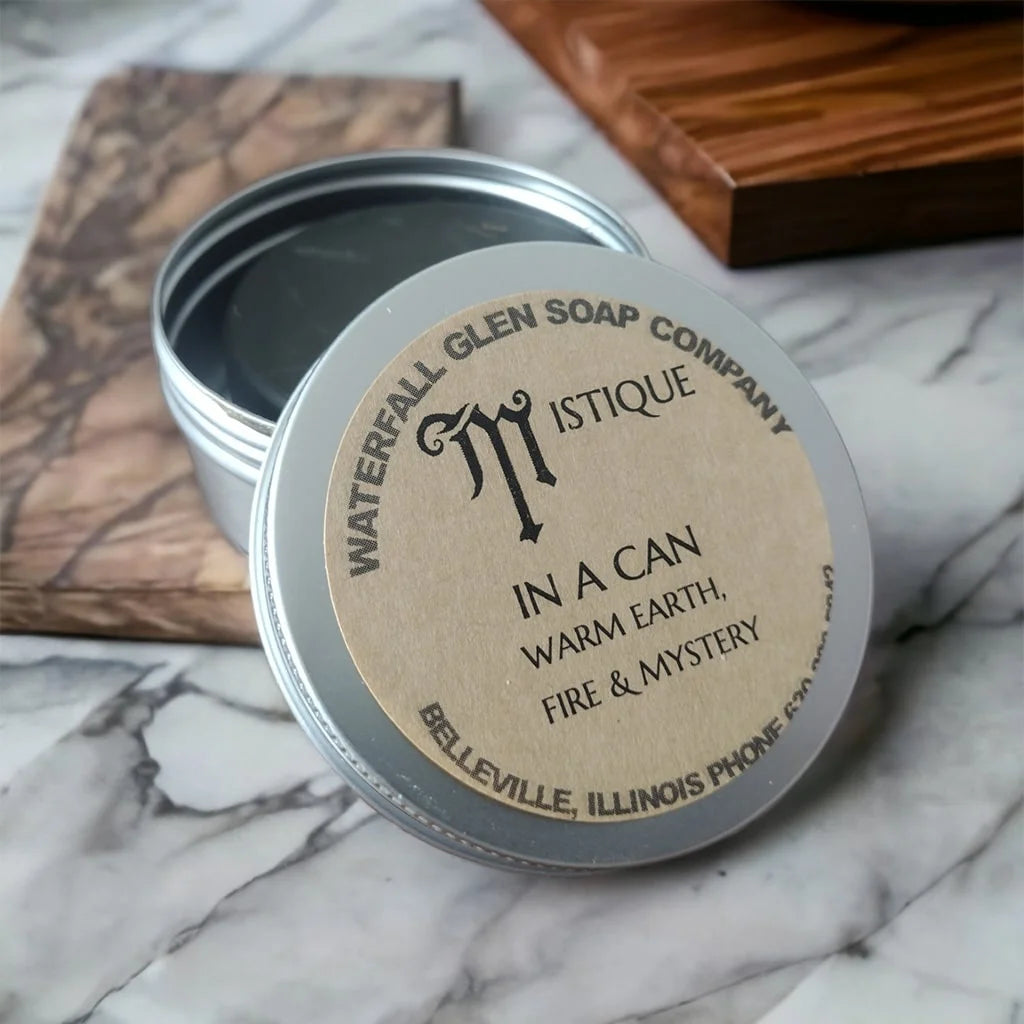 WATERFALL GLEN SOAP COMPANY
MISTIQUE
IN A CAN
WARM EARTH,
FIRE & MYSTERY
BELLEVILLE, ILLINOIS PHONE